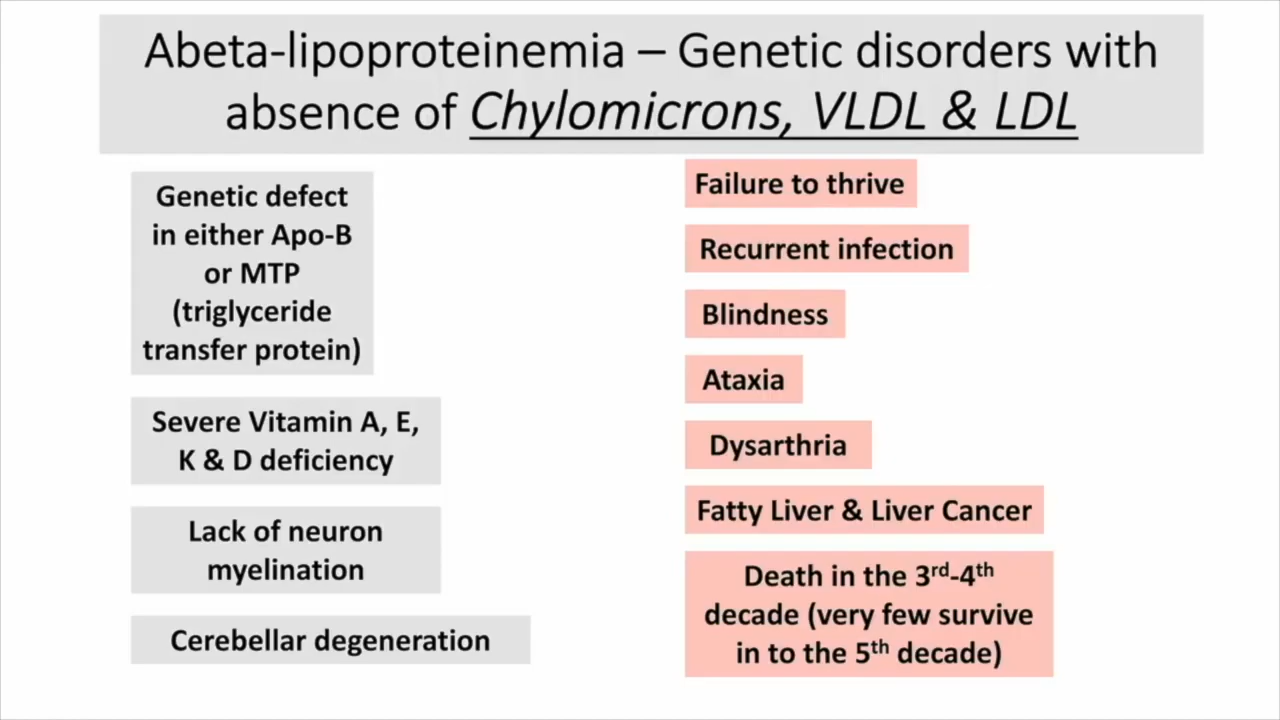 Abeta-lipoproteinemia – Genetic disorders with
absence of Chylomicrons, VLDL & LDL
Genetic defect
in either Apo-B
or MTP
(triglyceride
transfer protein)
Severe Vitamin A, E,
K & D deficiency
Lack of neuron
myelination
Cerebellar degeneration
Failure to thrive
Recurrent infection
Blindness
Ataxia
Dysarthria
Fatty Liver & Liver Cancer
Death in the 3rd-4th
decade (very few survive
in to the 5th decade)